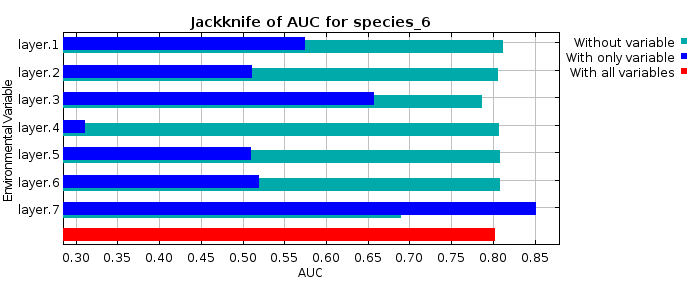 Jackknife of AUC for species_6
Without variable
With only variable
With all variables
Environmental Variable
layer.1
layer.2
layer.3
layer.4
layer.5
layer.6
layer.7
0.30 0.35 0.40 0.45 0.50 0.55 0.60 0.65 0.70 0.75 0.80 0.85
AUC